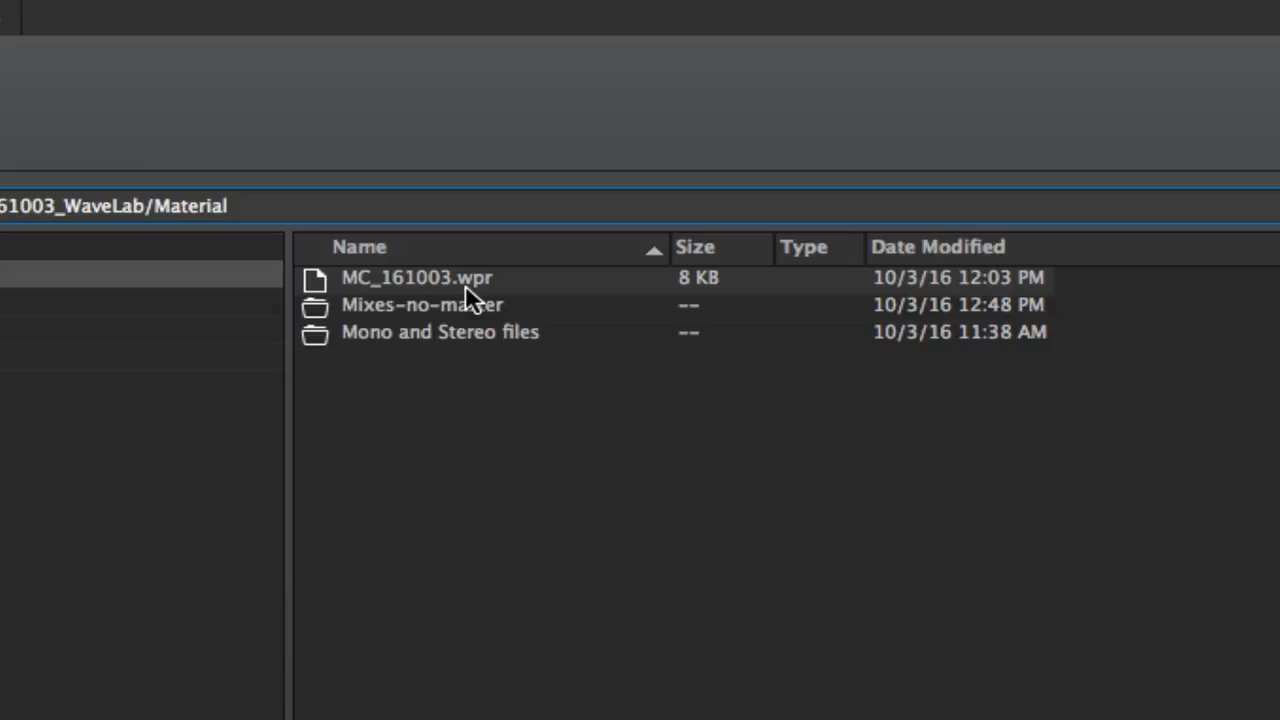 61003_WaveLab/Material
Name Size Type Date Modified
MC_161003.wpr 8 KB 10/3/16 12:03 PM
-- 10/3/16 12:48 PM
Mono and Stereo files -- 10/3/16 11:38 AM